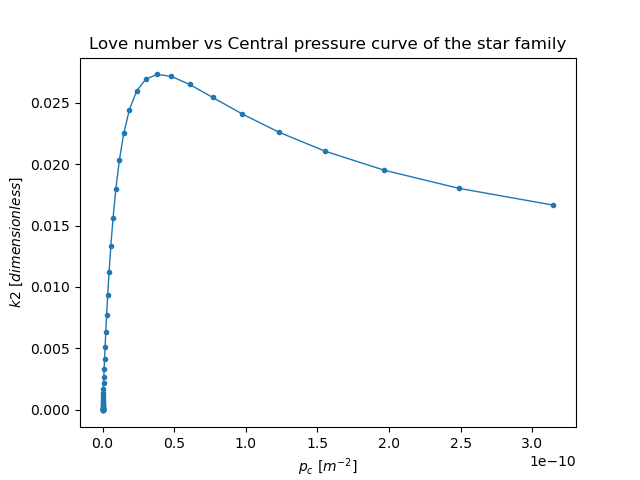 Love number vs Central pressure curve of the star family
k2 [dimensionless]
0.025
0.020
0.015
0.010
0.005
0.000
0.0 0.5 1.0 1.5 2.0 2.5 3.0
1e−10
p_c [m^{-2}]